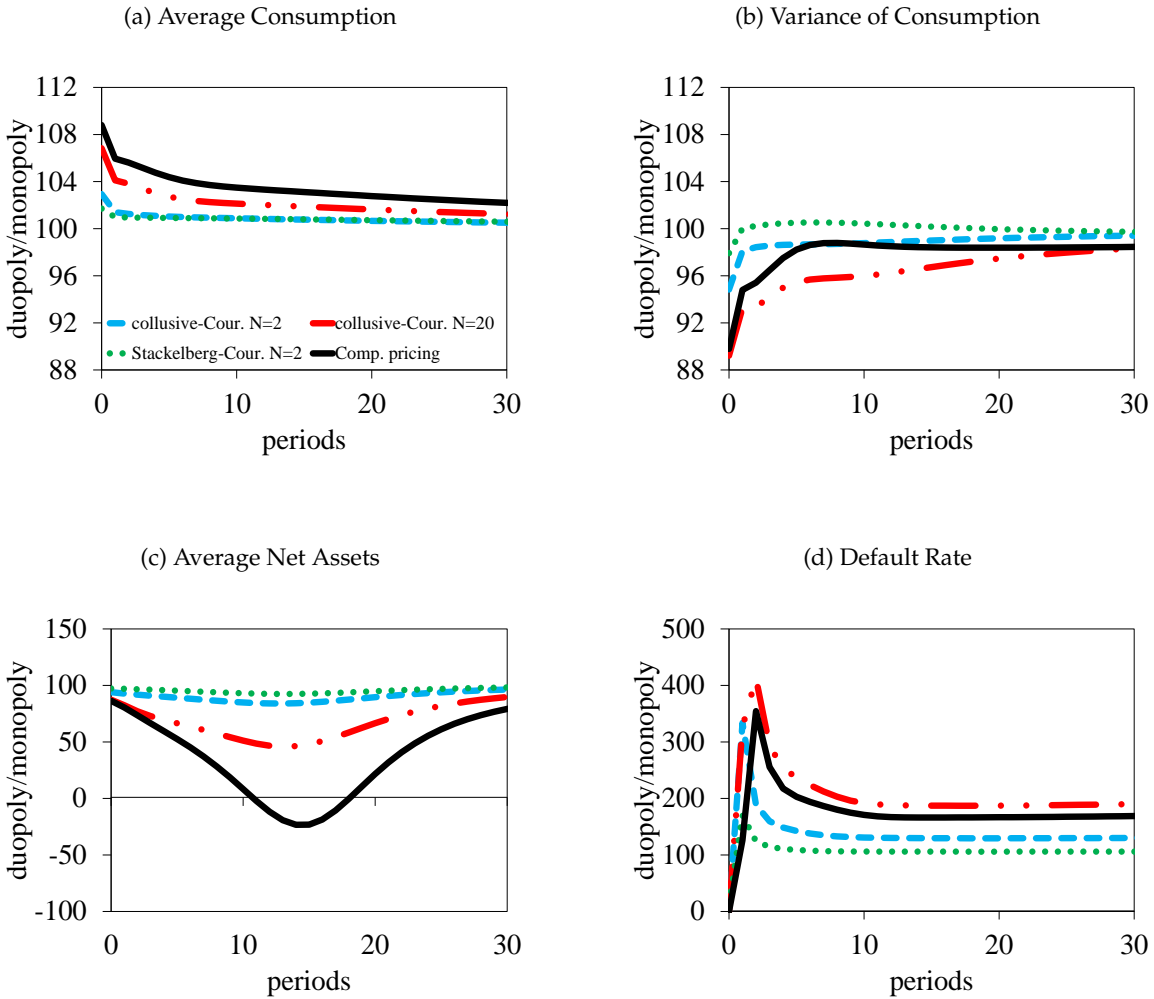 (a) Average Consumption
duopoly/monopoly
112
108
104
100
96
92
88
collusive-Cour. N=2
collusive-Cour. N=20
Stackelberg-Cour. N=2
Comp. pricing
0
10
20
30
periods
(b) Variance of Consumption
duopoly/monopoly
112
108
104
100
96
92
88
0
10
20
30
periods
(c) Average Net Assets
duopoly/monopoly
150
100
50
0
-50
-100
0
10
20
30
periods
(d) Default Rate
duopoly/monopoly
500
400
300
200
100
0
0
10
20
30
periods